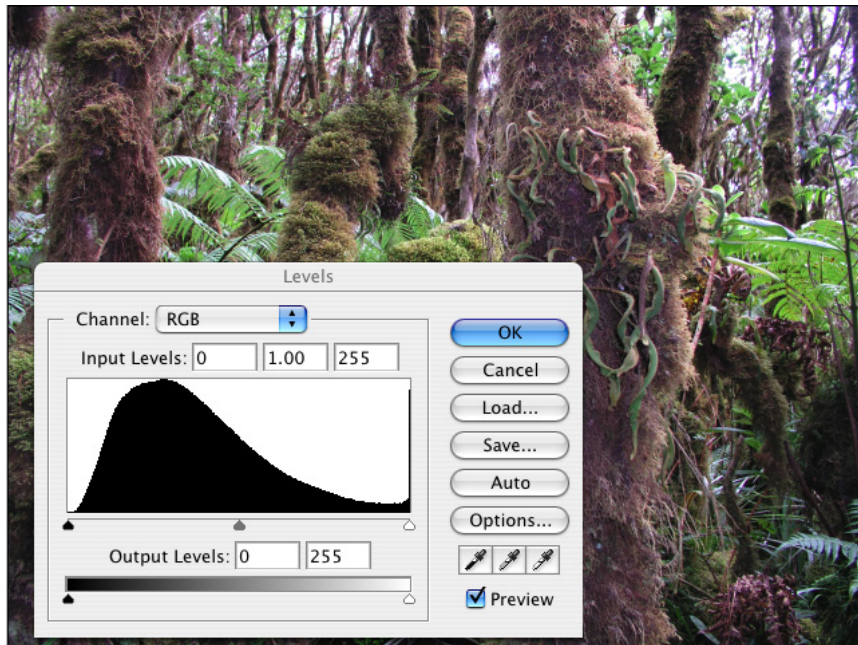 Levels
Channel: RGB
Input Levels: 0 1.00 255
Output Levels: 0 255
OK
Cancel
Load...
Save...
Auto
Options...
Preview